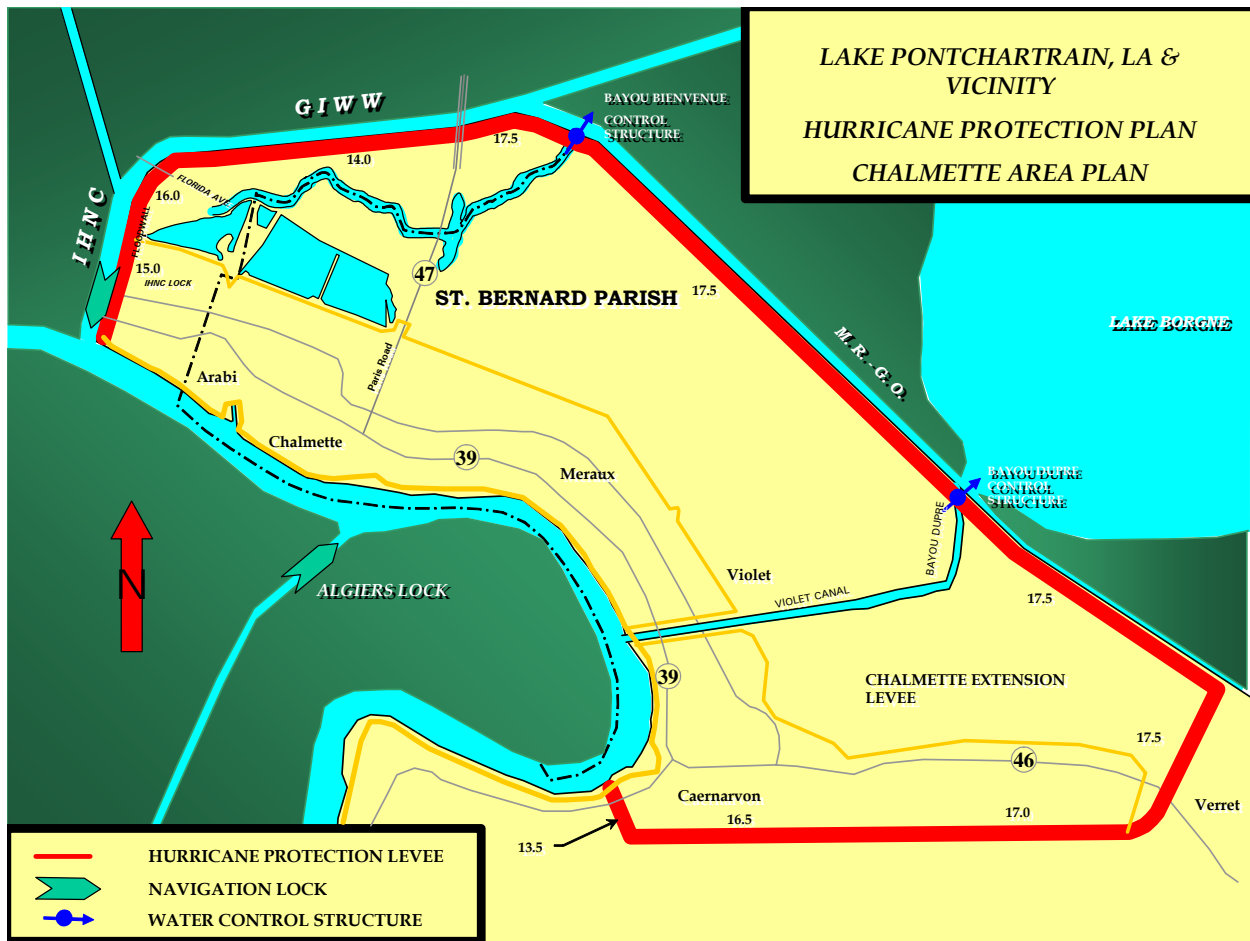 LAKE PONTCHARTRAIN, LA &
VICINITY
HURRICANE PROTECTION PLAN
CHALMETTE AREA PLAN
GIWW
BAYOU BIENVENUE
CONTROL
STRUCTURE
17.5
14.0
16.0
FLORIDA AVE.
IHNC
FLOODWALL
15.0
IHNC LOCK
47
ST. BERNARD PARISH
17.5
LAKE BORGNE
M.R.-G.O.
Paris Road
Arabi
Chalmette
39
Meraux
BAYOU DUPRE
CONTROL
STRUCTURE
BAYOU DUPRE
Violet
VIOLET CANAL
ALGIERS LOCK
N
17.5
39
CHALMETTE EXTENSION
LEVEE
17.5
46
Caernarvon
Verret
16.5
17.0
13.5
HURRICANE PROTECTION LEVEE
NAVIGATION LOCK
WATER CONTROL STRUCTURE